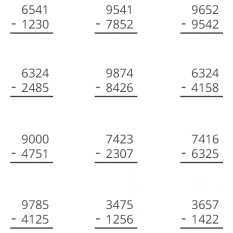 6541 9541 9652
- 1230 - 7852 - 9542
6324 9874 6324
- 2485 - 8426 - 4158
9000 7423 7416
- 4751 - 2307 - 6325
9785 3475 3657
- 4125 - 1256 - 1422